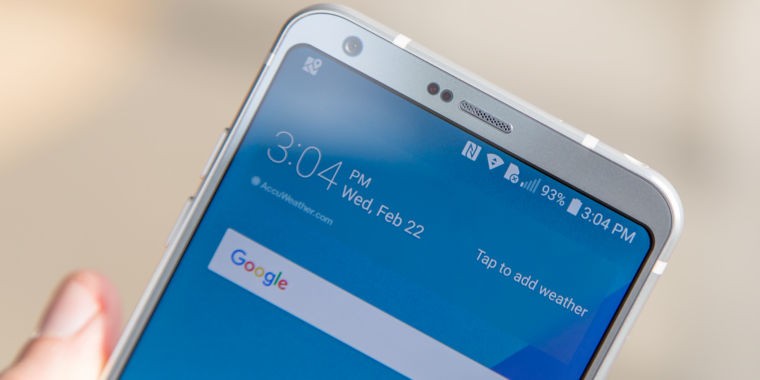 93% 3:04 PM
3:04 PM
Wed, Feb 22
AccuWeather.com
Tap to add weather
Google